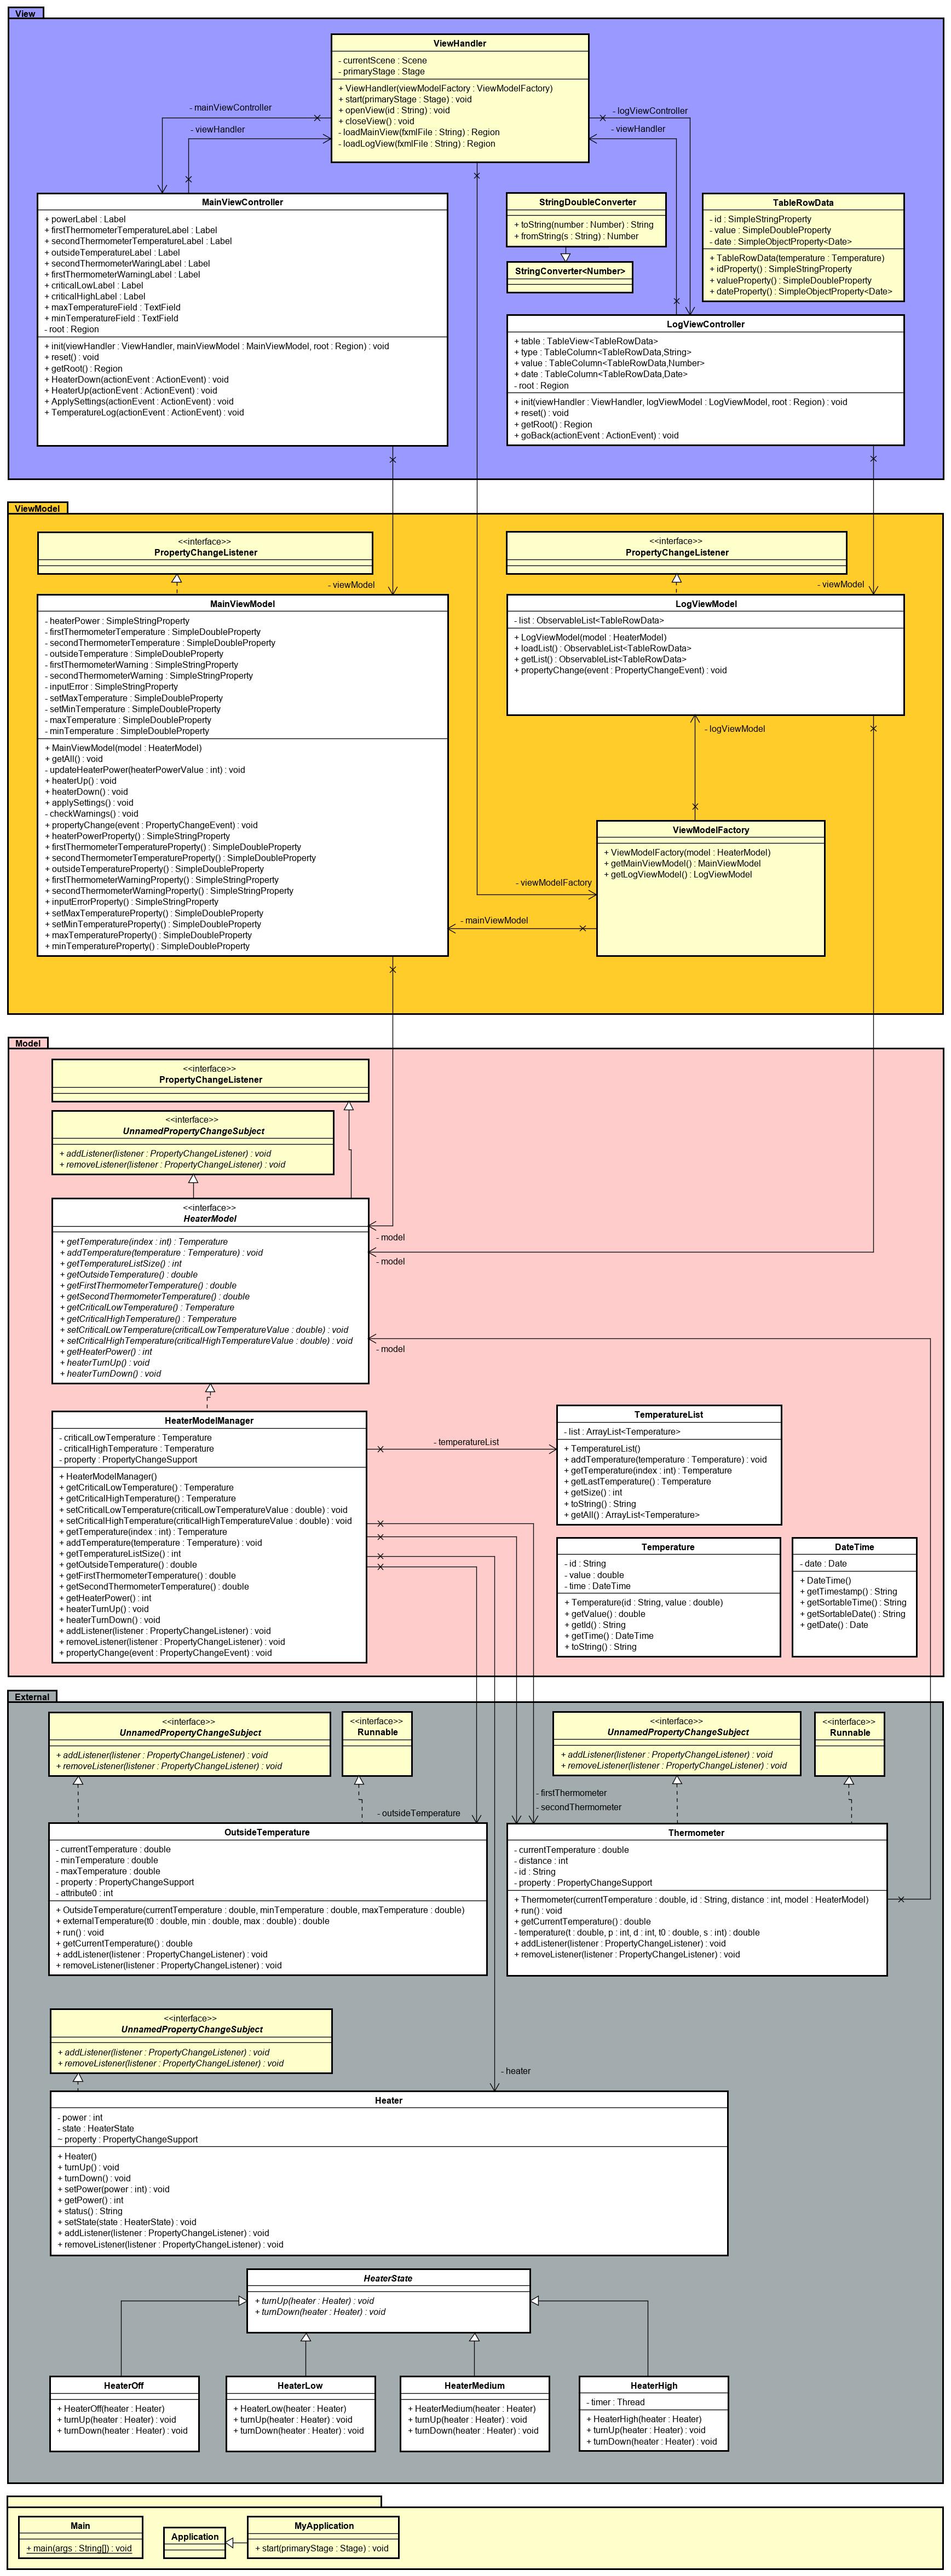 View
ViewHandler
- currentScene : Scene
- primaryStage : Stage
+ ViewHandler(viewModelFactory : ViewModelFactory)
+ start(primaryStage : Stage) : void
+ openView(id : String) : void
+ closeView() : void
- loadMainView(fxmlFile : String) : Region
- loadLogView(fxmlFile : String) : Region
- mainViewController
- viewHandler
- logViewController
- viewHandler
MainViewController
+ powerLabel : Label
+ firstThermometerTemperatureLabel : Label
+ secondThermometerTemperatureLabel : Label
+ outsideTemperatureLabel : Label
+ secondThermometerWaringLabel : Label
+ firstThermometerWarningLabel : Label
+ criticalLowLabel : Label
+ criticalHighLabel : Label
+ maxTemperatureField : TextField
+ minTemperatureField : TextField
- root : Region
+ init(viewHandler : ViewHandler, mainViewModel : MainViewModel, root : Region) : void
+ reset() : void
+ getRoot() : Region
+ HeaterDown(actionEvent : ActionEvent) : void
+ HeaterUp(actionEvent : ActionEvent) : void
+ ApplySettings(actionEvent : ActionEvent) : void
+ TemperatureLog(actionEvent : ActionEvent) : void
StringDoubleConverter
+ toString(number : Number) : String
+ fromString(s : String) : Number
StringConverter<Number>
TableRowData
- id : SimpleStringProperty
- value : SimpleDoubleProperty
- date : SimpleObjectProperty<Date>
+ TableRowData(temperature : Temperature)
+ idProperty() : SimpleStringProperty
+ valueProperty() : SimpleDoubleProperty
+ dateProperty() : SimpleObjectProperty<Date>
LogViewController
+ table : TableView<TableRowData>
+ type : TableColumn<TableRowData,String>
+ value : TableColumn<TableRowData,Number>
+ date : TableColumn<TableRowData,Date>
- root : Region
+ init(viewHandler : ViewHandler, logViewModel : LogViewModel, root : Region) : void
+ reset() : void
+ getRoot() : Region
+ goBack(actionEvent : ActionEvent) : void
ViewModel
<<interface>>
PropertyChangeListener
- viewModel
<<interface>>
PropertyChangeListener
- viewModel
MainViewModel
- heaterPower : SimpleStringProperty
- firstThermometerTemperature : SimpleDoubleProperty
- secondThermometerTemperature : SimpleDoubleProperty
- outsideTemperature : SimpleDoubleProperty
- firstThermometerWarning : SimpleStringProperty
- secondThermometerWarning : SimpleStringProperty
- inputError : SimpleStringProperty
- setMaxTemperature : SimpleDoubleProperty
- setMinTemperature : SimpleDoubleProperty
- maxTemperature : SimpleDoubleProperty
- minTemperature : SimpleDoubleProperty
+ MainViewModel(model : HeaterModel)
+ getAll() : void
- updateHeaterPower(heaterPowerValue : int) : void
+ heaterUp() : void
+ heaterDown() : void
+ applySettings() : void
- checkWarnings() : void
+ propertyChange(event : PropertyChangeEvent) : void
+ heaterPowerProperty() : SimpleStringProperty
+ firstThermometerTemperatureProperty() : SimpleDoubleProperty
+ secondThermometerTemperatureProperty() : SimpleDoubleProperty
+ outsideTemperatureProperty() : SimpleDoubleProperty
+ firstThermometerWarningProperty() : SimpleStringProperty
+ secondThermometerWarningProperty() : SimpleStringProperty
+ inputErrorProperty() : SimpleStringProperty
+ setMaxTemperatureProperty() : SimpleDoubleProperty
+ setMinTemperatureProperty() : SimpleDoubleProperty
+ maxTemperatureProperty() : SimpleDoubleProperty
+ minTemperatureProperty() : SimpleDoubleProperty
LogViewModel
- list : ObservableList<TableRowData>
+ LogViewModel(model : HeaterModel)
+ loadList() : ObservableList<TableRowData>
+ getList() : ObservableList<TableRowData>
+ propertyChange(event : PropertyChangeEvent) : void
- logViewModel
ViewModelFactory
+ ViewModelFactory(model : HeaterModel)
+ getMainViewModel() : MainViewModel
+ getLogViewModel() : LogViewModel
- viewModelFactory
- mainViewModel
Model
<<interface>>
PropertyChangeListener
<<interface>>
UnnamedPropertyChangeSubject
+ addListener(listener : PropertyChangeListener) : void
+ removeListener(listener : PropertyChangeListener) : void
<<interface>>
HeaterModel
+ getTemperature(index : int) : Temperature
+ addTemperature(temperature : Temperature) : void
+ getTemperatureListSize() : int
+ getOutsideTemperature() : double
+ getFirstThermometerTemperature() : double
+ getSecondThermometerTemperature() : double
+ getCriticalLowTemperature() : Temperature
+ getCriticalHighTemperature() : Temperature
+ setCriticalLowTemperature(criticalLowTemperatureValue : double) : void
+ setCriticalHighTemperature(criticalHighTemperatureValue : double) : void
+ getHeaterPower() : int
+ heaterTurnUp() : void
+ heaterTurnDown() : void
- model
- model
- model
HeaterModelManager
- criticalLowTemperature : Temperature
- criticalHighTemperature : Temperature
- property : PropertyChangeSupport
+ HeaterModelManager()
+ getCriticalLowTemperature() : Temperature
+ getCriticalHighTemperature() : Temperature
+ setCriticalLowTemperature(criticalLowTemperatureValue : double) : void
+ setCriticalHighTemperature(criticalHighTemperatureValue : double) : void
+ getTemperature(index : int) : Temperature
+ addTemperature(temperature : Temperature) : void
+ getTemperatureListSize() : int
+ getOutsideTemperature() : double
+ getFirstThermometerTemperature() : double
+ getSecondThermometerTemperature() : double
+ getHeaterPower() : int
+ heaterTurnUp() : void
+ heaterTurnDown() : void
+ addListener(listener : PropertyChangeListener) : void
+ removeListener(listener : PropertyChangeListener) : void
+ propertyChange(event : PropertyChangeEvent) : void
- temperatureList
TemperatureList
- list : ArrayList<Temperature>
+ TemperatureList()
+ addTemperature(temperature : Temperature) : void
+ getTemperature(index : int) : Temperature
+ getLastTemperature() : Temperature
+ getSize() : int
+ toString() : String
+ getAll() : ArrayList<Temperature>
Temperature
- id : String
- value : double
- time : DateTime
+ Temperature(id : String, value : double)
+ getValue() : double
+ getId() : String
+ getTime() : DateTime
+ toString() : String
DateTime
- date : Date
+ DateTime()
+ getTimestamp() : String
+ getSortableTime() : String
+ getSortableDate() : String
+ getDate() : Date
External
<<interface>>
UnnamedPropertyChangeSubject
+ addListener(listener : PropertyChangeListener) : void
+ removeListener(listener : PropertyChangeListener) : void
<<interface>>
Runnable
<<interface>>
UnnamedPropertyChangeSubject
+ addListener(listener : PropertyChangeListener) : void
+ removeListener(listener : PropertyChangeListener) : void
<<interface>>
Runnable
- firstThermometer
- secondThermometer
- outsideTemperature
OutsideTemperature
- currentTemperature : double
- minTemperature : double
- maxTemperature : double
- property : PropertyChangeSupport
- attribute0 : int
+ OutsideTemperature(currentTemperature : double, minTemperature : double, maxTemperature : double)
+ externalTemperature(t0 : double, min : double, max : double) : double
+ run() : void
+ getCurrentTemperature() : double
+ addListener(listener : PropertyChangeListener) : void
+ removeListener(listener : PropertyChangeListener) : void
Thermometer
- currentTemperature : double
- distance : int
- id : String
- property : PropertyChangeSupport
+ Thermometer(currentTemperature : double, id : String, distance : int, model : HeaterModel)
+ run() : void
+ getCurrentTemperature() : double
- temperature(t : double, p : int, d : int, t0 : double, s : int) : double
+ addListener(listener : PropertyChangeListener) : void
+ removeListener(listener : PropertyChangeListener) : void
<<interface>>
UnnamedPropertyChangeSubject
+ addListener(listener : PropertyChangeListener) : void
+ removeListener(listener : PropertyChangeListener) : void
- heater
Heater
- power : int
- state : HeaterState
~ property : PropertyChangeSupport
+ Heater()
+ turnUp() : void
+ turnDown() : void
+ setPower(power : int) : void
+ getPower() : int
+ status() : String
+ setState(state : HeaterState) : void
+ addListener(listener : PropertyChangeListener) : void
+ removeListener(listener : PropertyChangeListener) : void
HeaterState
+ turnUp(heater : Heater) : void
+ turnDown(heater : Heater) : void
HeaterOff
+ HeaterOff(heater : Heater)
+ turnUp(heater : Heater) : void
+ turnDown(heater : Heater) : void
HeaterLow
+ HeaterLow(heater : Heater)
+ turnUp(heater : Heater) : void
+ turnDown(heater : Heater) : void
HeaterMedium
+ HeaterMedium(heater : Heater)
+ turnUp(heater : Heater) : void
+ turnDown(heater : Heater) : void
HeaterHigh
- timer : Thread
+ HeaterHigh(heater : Heater)
+ turnUp(heater : Heater) : void
+ turnDown(heater : Heater) : void
Main
+ main(args : String[]) : void
Application
MyApplication
+ start(primaryStage : Stage) : void